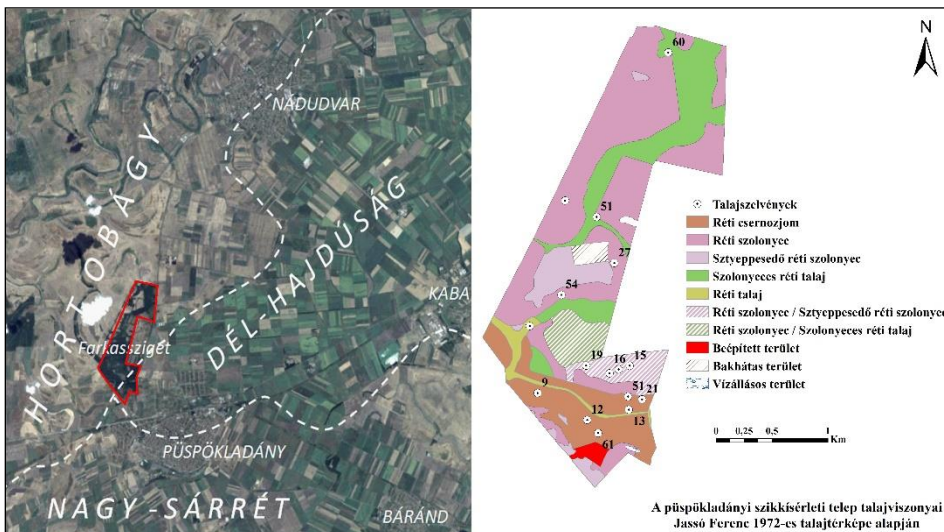 NÁDUDVAR
HORTOBÁGY
DÉL-HAJDÚSÁG
KABA
Farkassziget
PÜSPÖKLADÁNY
NAGY-SÁRRÉT
BÁRÁND
N
60
51
27
54
19
16
15
9
51
21
12
13
61
Talajszelvények
Réti csernozjom
Réti szolonyec
Sztyeppesedő réti szolonyec
Szolonyeces réti talaj
Réti talaj
Réti szolonyec / Sztyeppesedő réti szolonyec
Réti szolonyec / Szolonyeces réti talaj
Beépített terület
Bakhátas terület
Vízállásos terület
0 0,25 0,5 1
Km
A püspökladányi szikkísérleti telep talajviszonyai
Jassó Ferenc 1972-es talajtérképe alapján